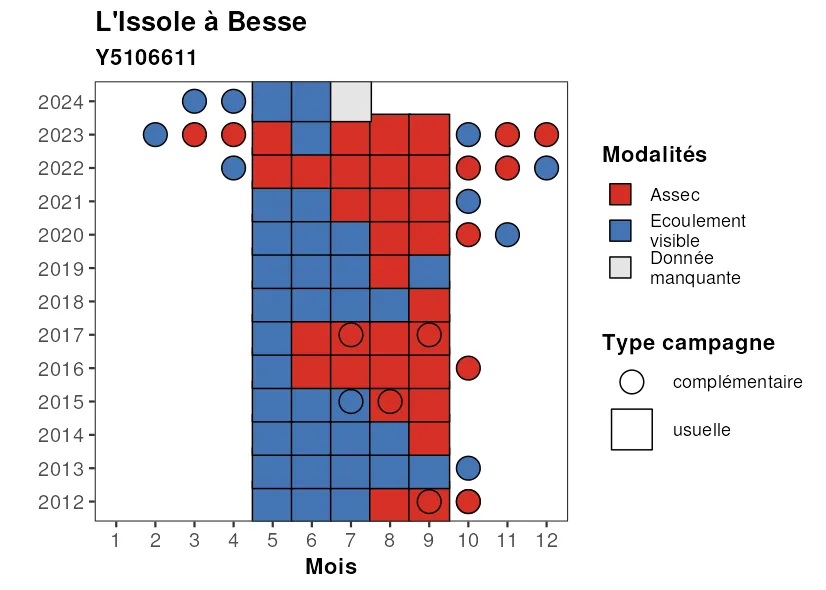 L'Issole à Besse
Y5106611
2024
2023
2022
2021
2020
2019
2018
2017
2016
2015
2014
2013
2012
1 2 3 4 5 6 7 8 9 10 11 12
Mois
Modalités
Assec
Ecoulement
visible
Donnée
manquante
Type campagne
complémentaire
usuelle